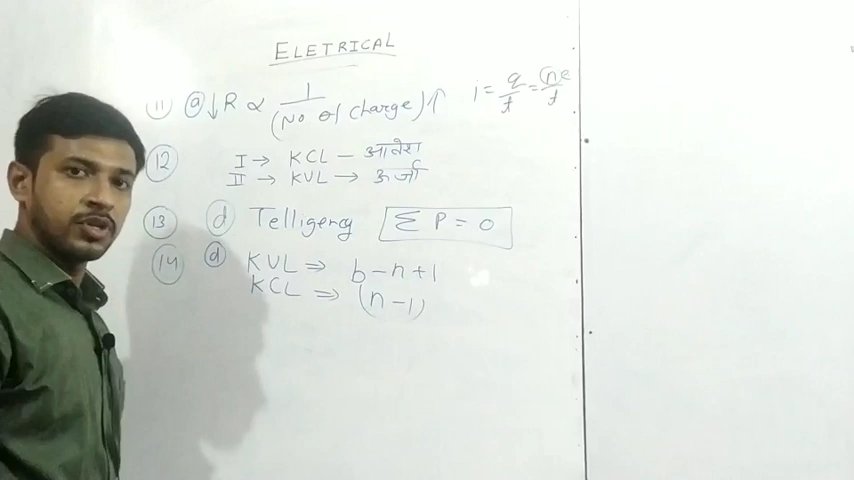 ELETRICAL
(11) (a) ↓ R ∝ 1/(No of charge) ↑ i = q/t = ne/t
(12) I → KCL – आवेश
II → KVL → ऊर्जा
(13) (d) Telligency ΣP = 0
(14) (d) KVL ⇒ b-n+1
KCL ⇒ (n-1)